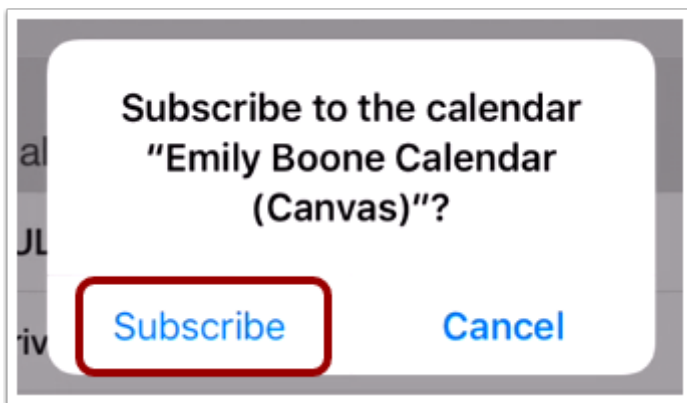 Subscribe to the calendar
“Emily Boone Calendar
(Canvas)”?
Subscribe Cancel